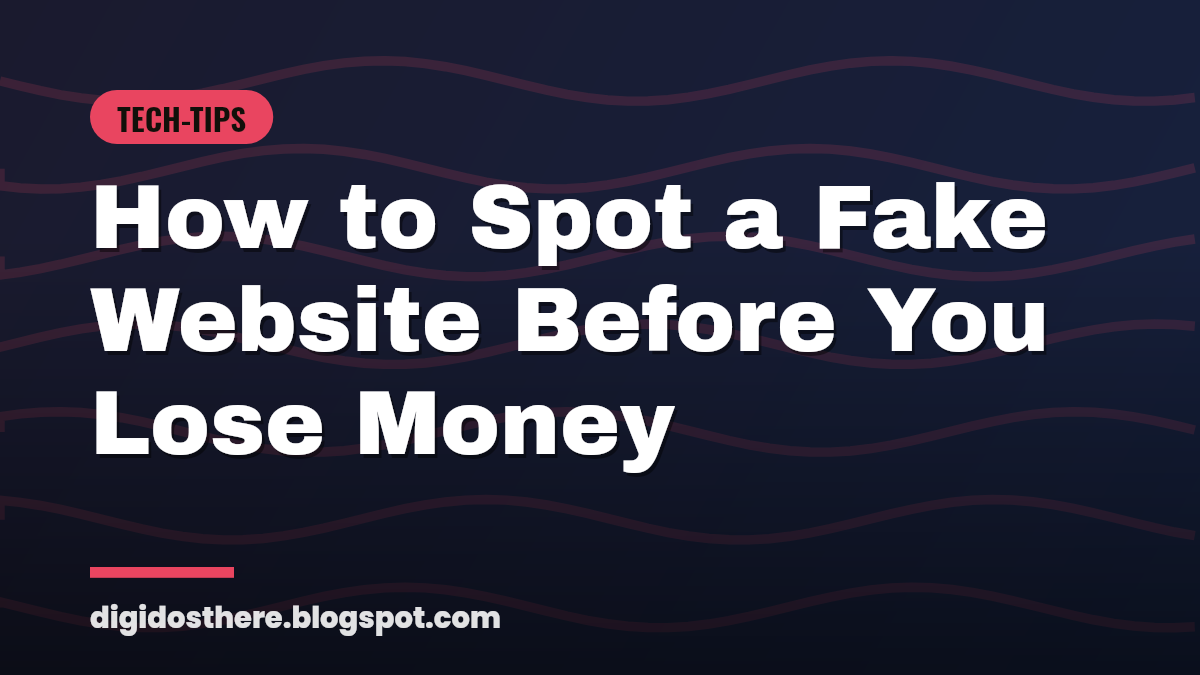 TECH-TIPS
How to Spot a Fake
Website Before You
Lose Money
digidosthere.blogspot.com